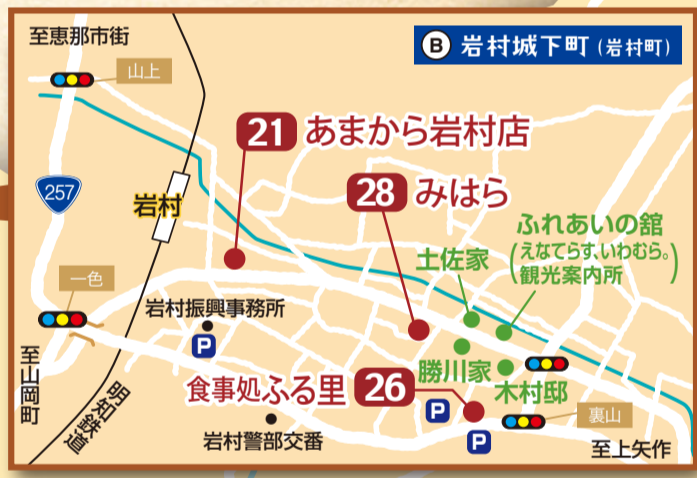 至恵那市街
Ⓑ 岩村城下町 (岩村町)
山上
21 あまから岩村店
257
岩村
28 みはら
ふれあいの舘
(えなてらす、いわむら。
観光案内所)
土佐家
一色
岩村振興事務所
P
勝川家
木村邸
食事処ふる里 26
P
至山岡町
明知鉄道
裏山
P
岩村警部交番
至上矢作